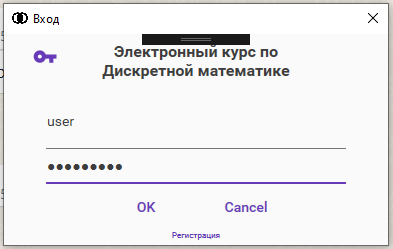 Вход
Электронный курс по
Дискретной математике
user
●●●●●●●●●
OK
Cancel
Регистрация